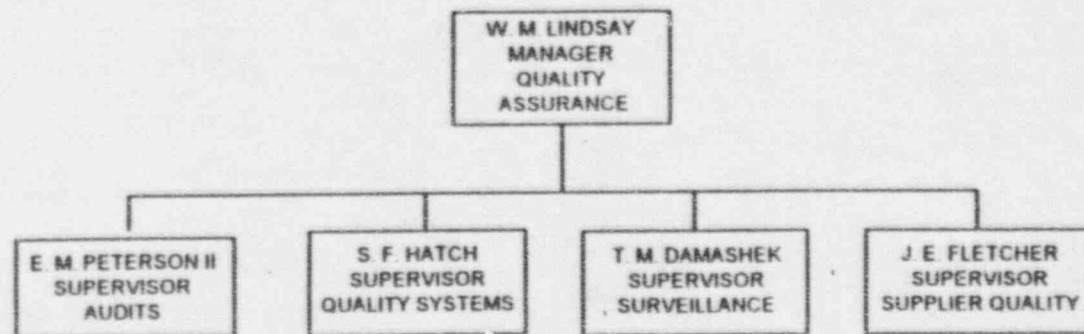 W. M. LINDSAY
MANAGER
QUALITY
ASSURANCE
E. M. PETERSON II
SUPERVISOR
AUDITS
S. F. HATCH
SUPERVISOR
QUALITY SYSTEMS
T. M. DAMASHEK
SUPERVISOR
SURVEILLANCE
J. E. FLETCHER
SUPERVISOR
SUPPLIER QUALITY